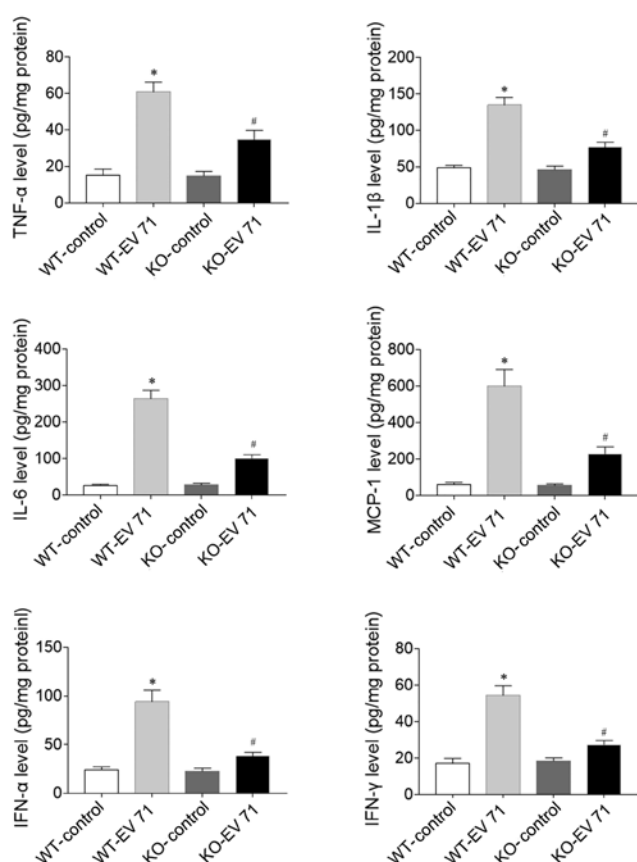 TNF-α level (pg/mg protein)
80
60
40
20
0
*
#
WT-control
WT-EV 71
KO-control
KO-EV 71
IL-1β level (pg/mg protein)
200
150
100
50
0
*
#
WT-control
WT-EV 71
KO-control
KO-EV 71
IL-6 level (pg/mg protein)
400
300
200
100
0
*
#
WT-control
WT-EV 71
KO-control
KO-EV 71
MCP-1 level (pg/mg protein)
800
600
400
200
0
*
#
WT-control
WT-EV 71
KO-control
KO-EV 71
IFN-α level (pg/mg proteinl)
150
100
50
0
*
#
WT-control
WT-EV 71
KO-control
KO-EV 71
IFN-γ level (pg/mg protein)
80
60
40
20
0
*
#
WT-control
WT-EV 71
KO-control
KO-EV 71